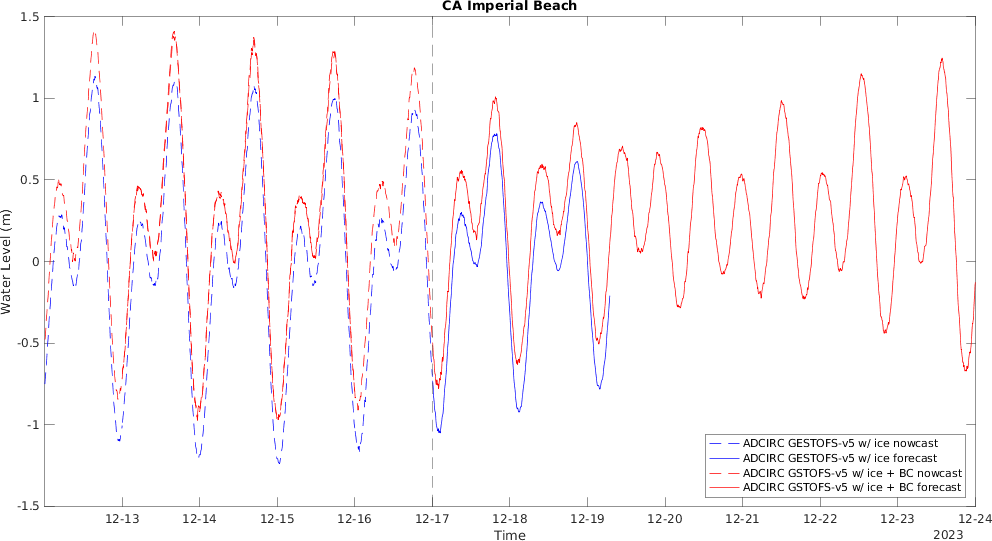 CA Imperial Beach
Water Level (m)
1.5
1
0.5
0
-0.5
-1
-1.5
12-13
12-14
12-15
12-16
12-17
12-18
12-19
12-20
12-21
12-22
12-23
12-24
Time
2023
ADCIRC GESTOFS-v5 w/ ice nowcast
ADCIRC GESTOFS-v5 w/ ice forecast
ADCIRC GSTOFS-v5 w/ ice + BC nowcast
ADCIRC GSTOFS-v5 w/ ice + BC forecast